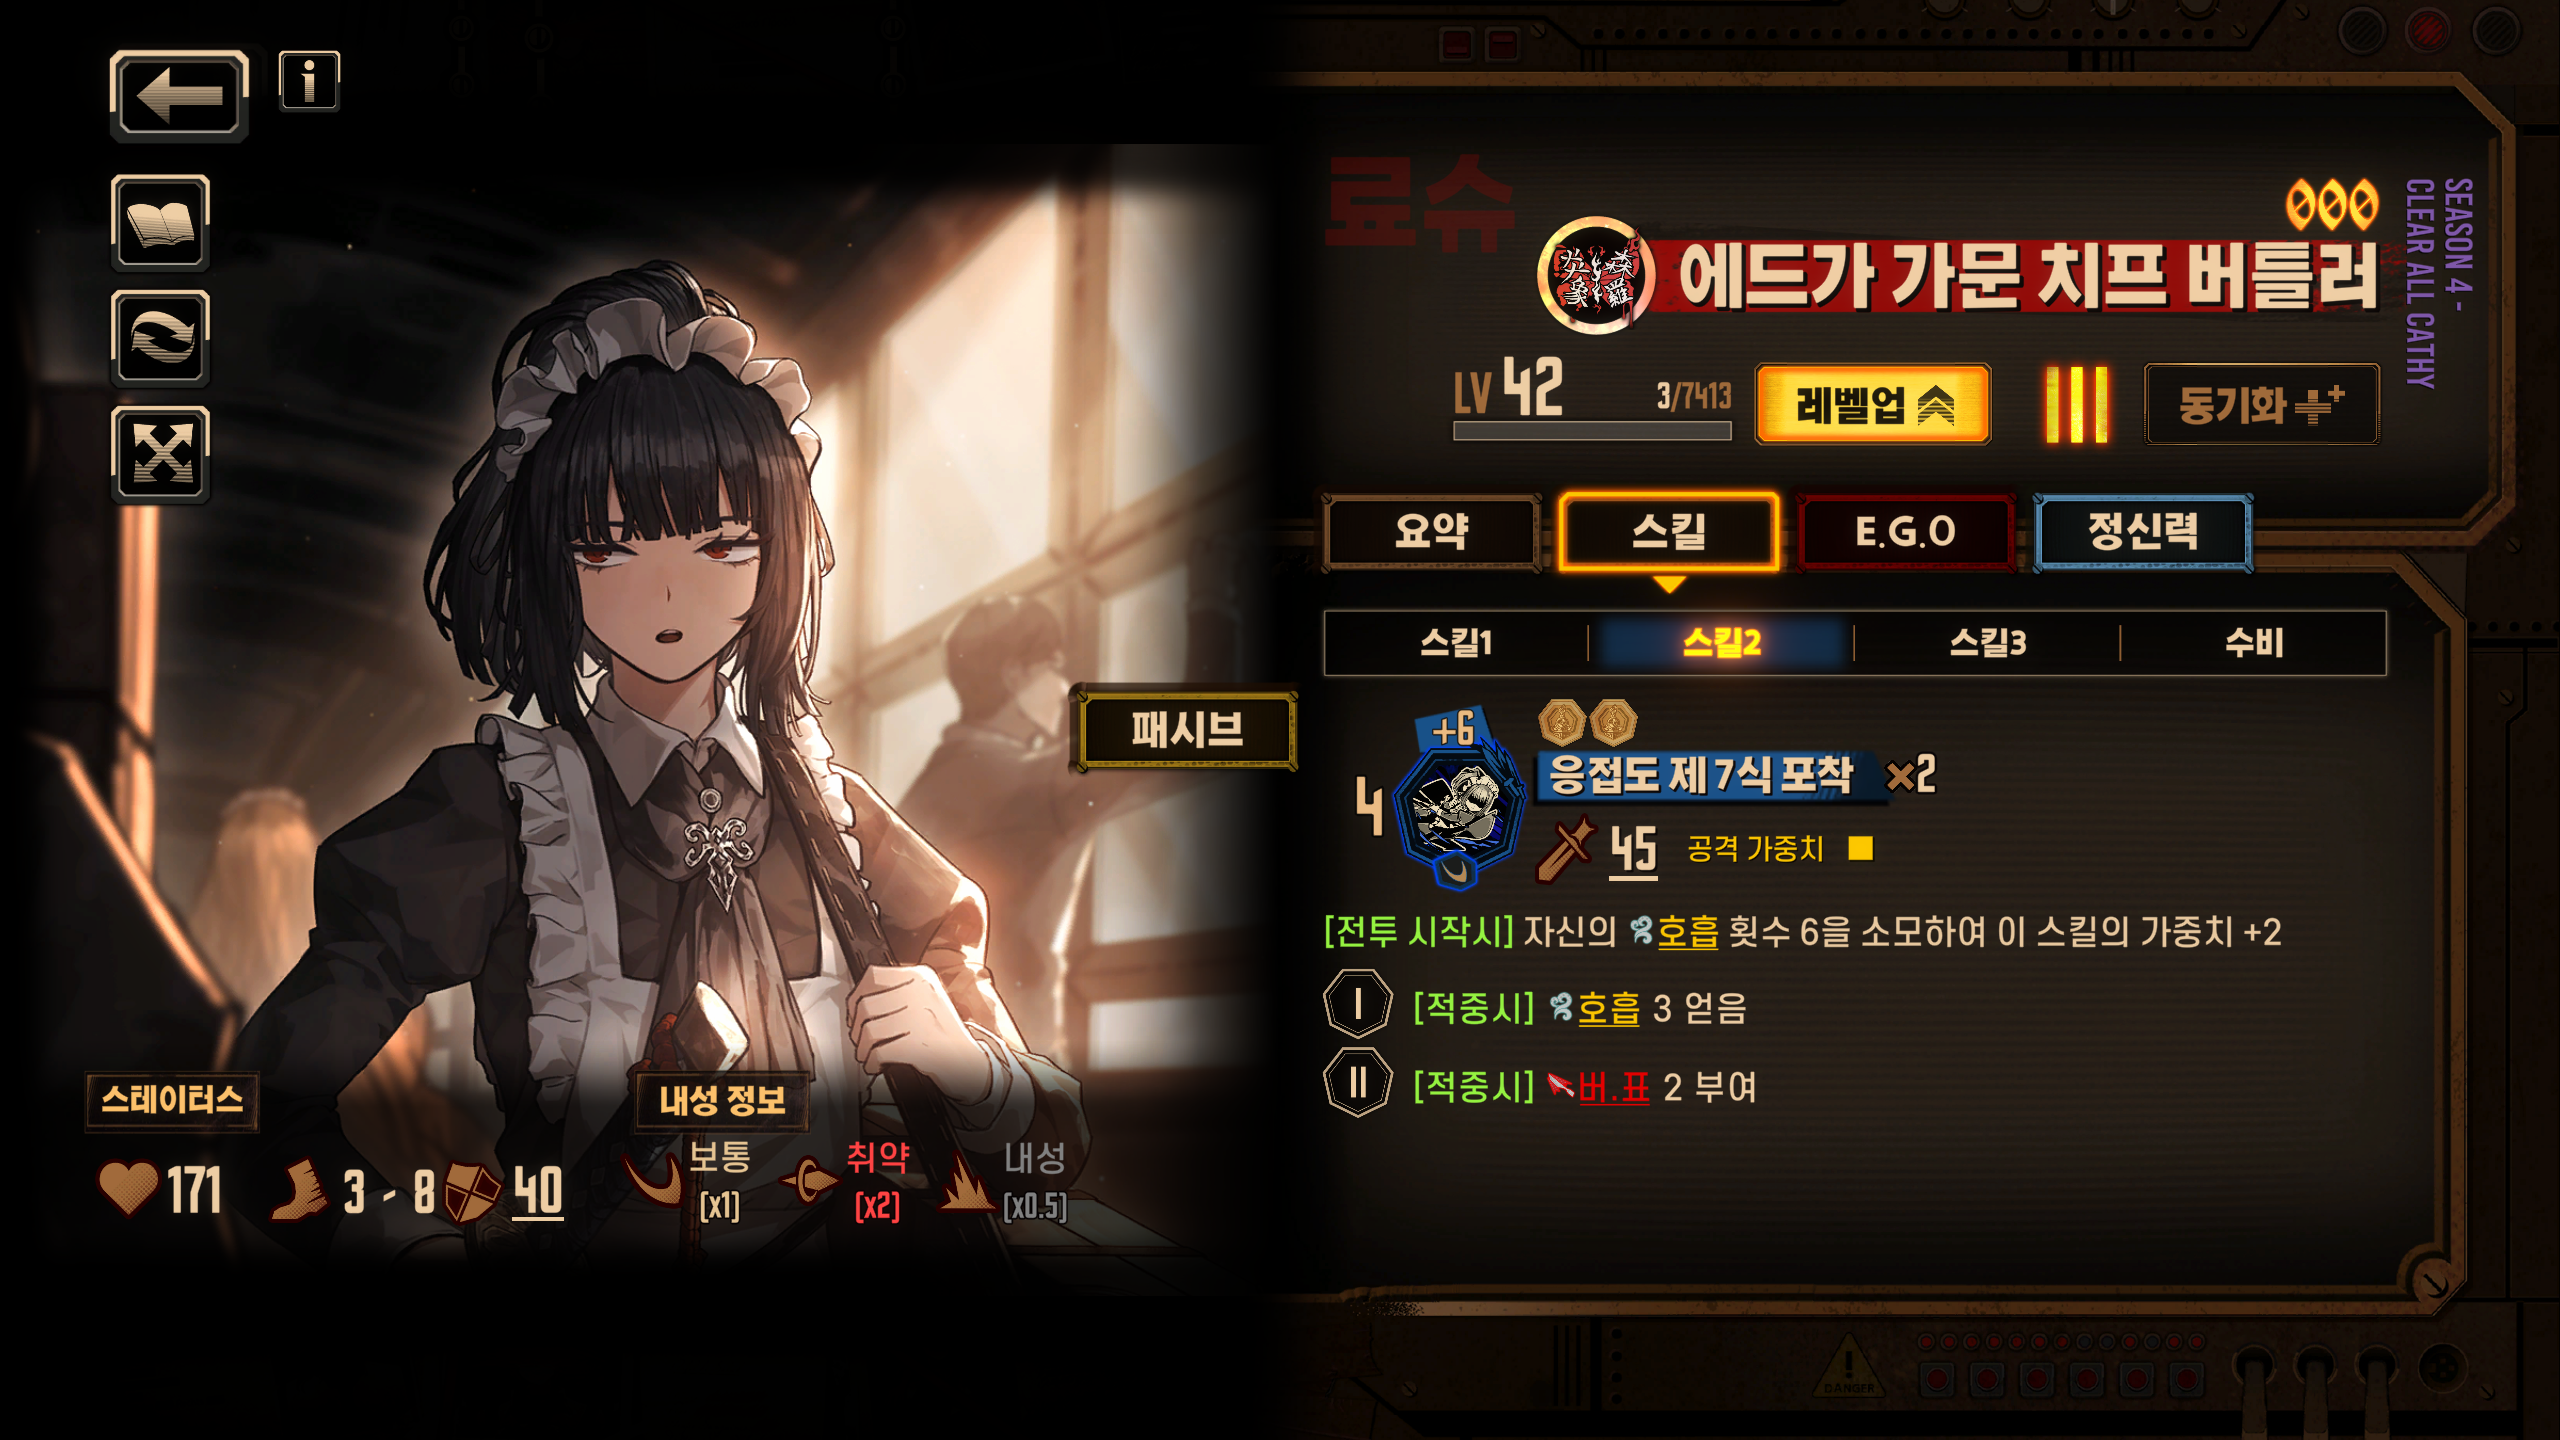 료슈
에드가 가문 치프 버틀러
SEASON 4 -
CLEAR ALL CATHY
LV 42
3/7413
레벨업
동기화
요약
스킬
E.G.O
정신력
스킬1
스킬2
스킬3
수비
패시브
+6
4
응접도 제 7식 포착 ×2
45 공격 가중치
[전투 시작시] 자신의 호흡 횟수 6을 소모하여 이 스킬의 가중치 +2
I [적중시] 호흡 3 얻음
II [적중시] 버.표 2 부여
스테이터스
171
3 - 8
40
내성 정보
보통
[x1]
취약
[x2]
내성
[x0.5]
DANGER